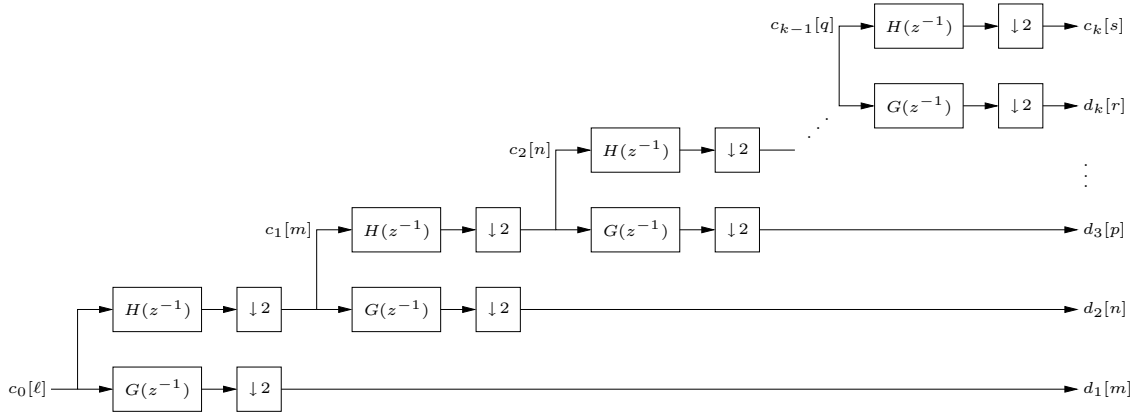 c_{k−1}[q] H(z^{−1}) ↓2 c_k[s]
G(z^{−1}) ↓2 d_k[r]
c_2[n] H(z^{−1}) ↓2
c_1[m] H(z^{−1}) ↓2 G(z^{−1}) ↓2 d_3[p]
H(z^{−1}) ↓2 G(z^{−1}) ↓2 d_2[n]
c_0[ℓ] G(z^{−1}) ↓2 d_1[m]